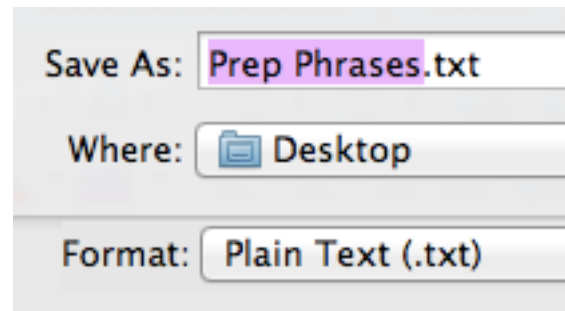 Save As: Prep Phrases.txt
Where: Desktop
Format: Plain Text (.txt)